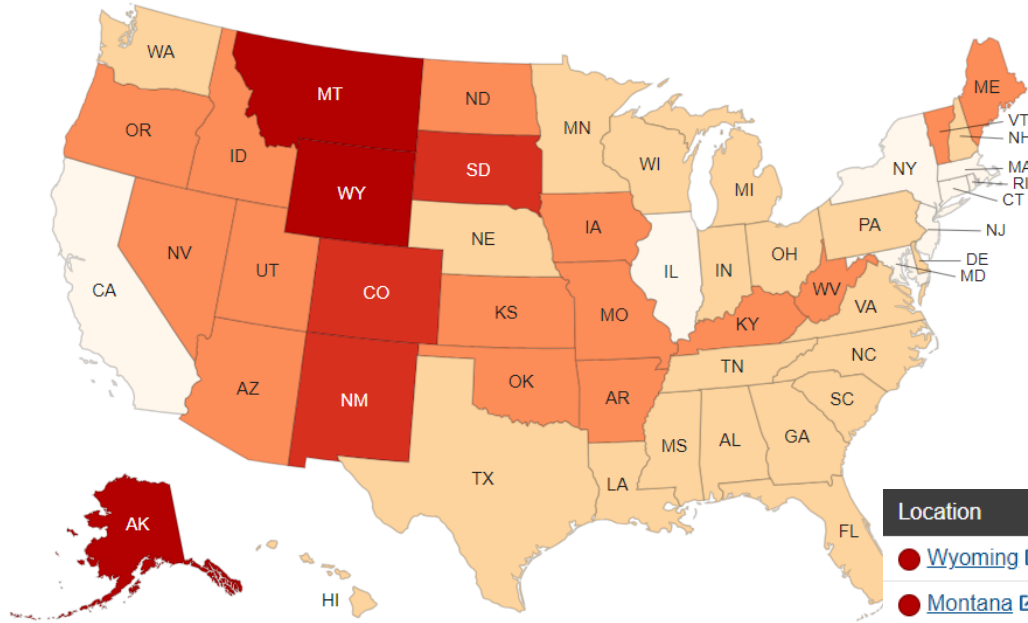 WA
MT
ND
ME
VT
OR
MN
NH
ID
SD
WI
NY
MA
RI
WY
MI
CT
IA
PA
NE
NJ
NV
OH
UT
IL
IN
DE
CA
CO
MD
WV
KS
MO
VA
KY
OK
TN
NC
AZ
NM
AR
SC
MS
AL
GA
TX
LA
AK
FL
HI
Location
Wyoming
Montana